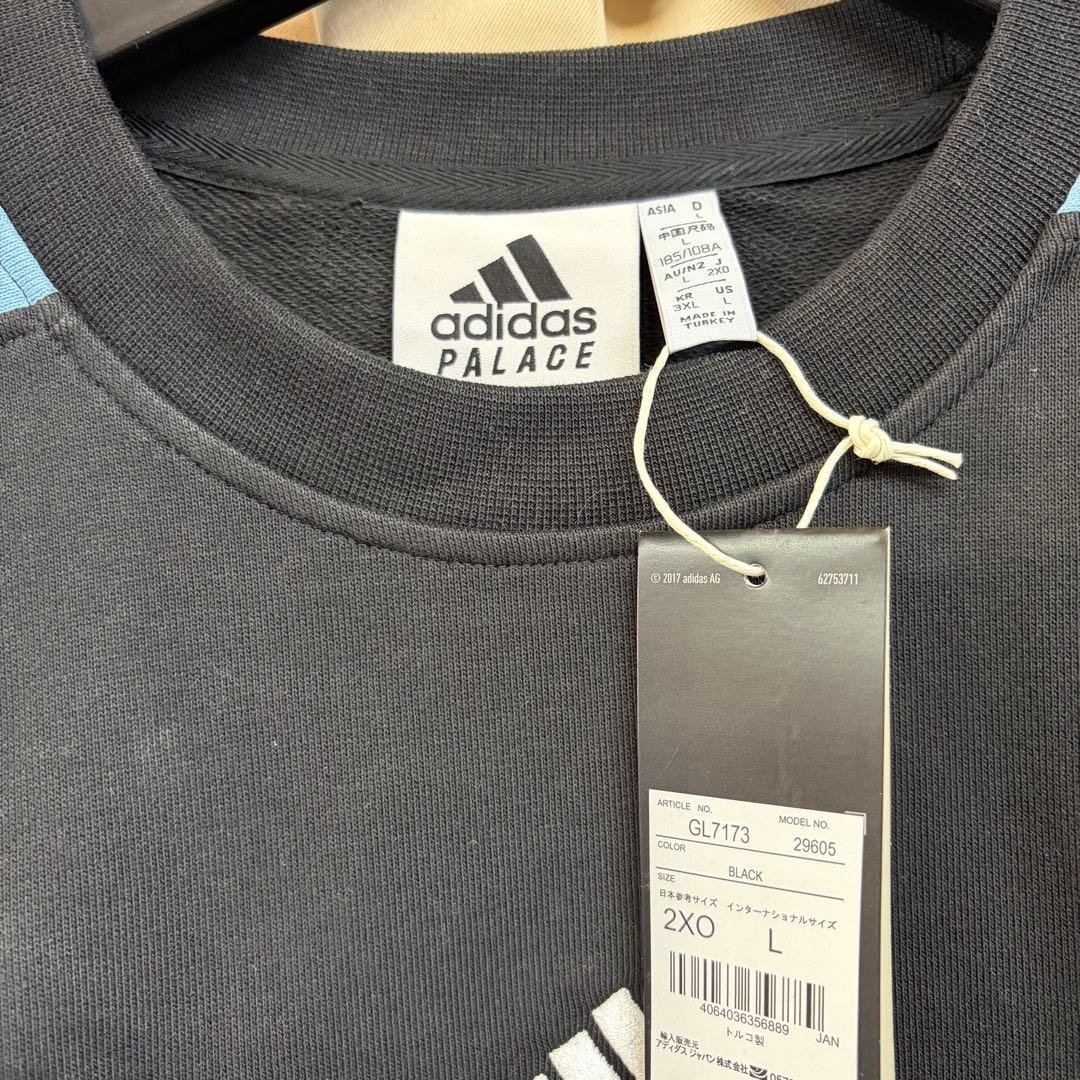 adidas
PALACE
ASIA D
L L
中国尺码
L
185/108A
AU/NZ J
L 2XO
KR US
3XL L
MADE IN
TURKEY
© 2017 adidas AG 62753711
ARTICLE NO. MODEL NO.
GL7173 29605
COLOR
BLACK
SIZE
日本参考サイズ インターナショナルサイズ
2XO L
4064036356889 JAN
トルコ製
輸入販売元
アディダス ジャパン株式会社